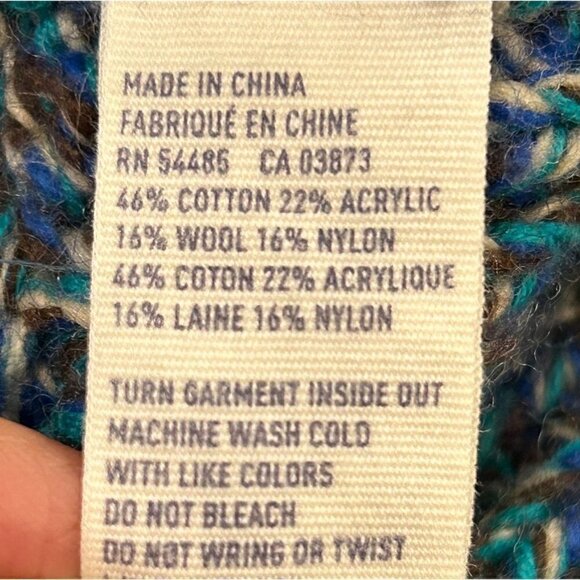 MADE IN CHINA
FABRIQUÉ EN CHINE
RN 54485 CA 03873
46% COTTON 22% ACRYLIC
16% WOOL 16% NYLON
46% COTON 22% ACRYLIQUE
16% LAINE 16% NYLON
TURN GARMENT INSIDE OUT
MACHINE WASH COLD
WITH LIKE COLORS
DO NOT BLEACH
DO NOT WRING OR TWIST